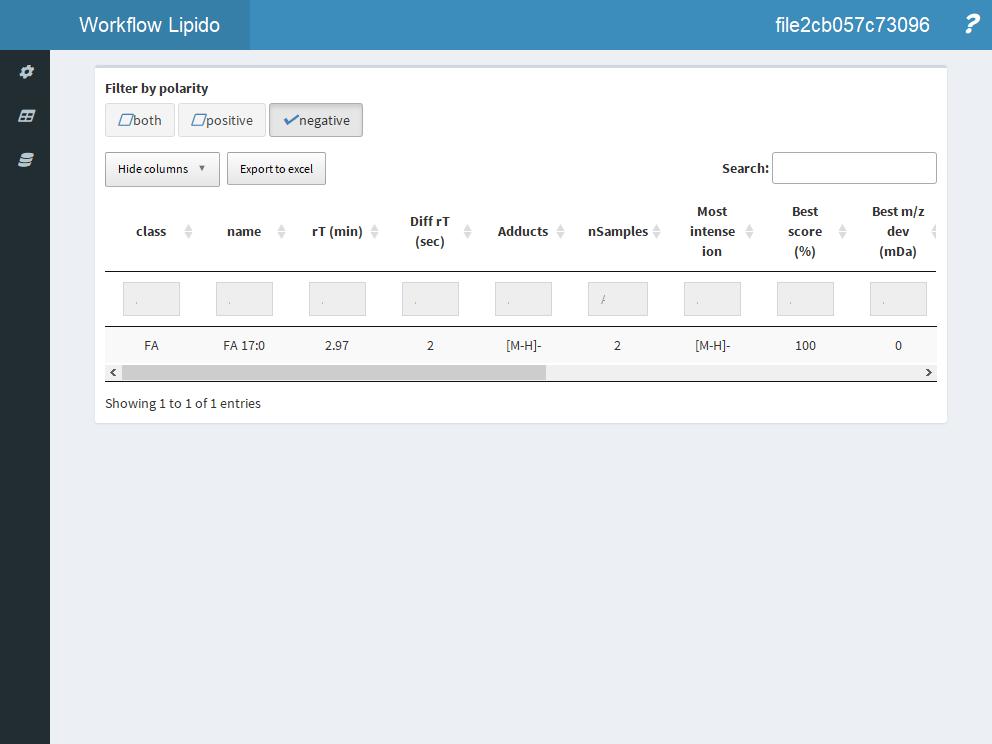 Workflow Lipido
file2cb057c73096
?
Filter by polarity
both
positive
negative
Hide columns
Export to excel
Search:
class
name
rT (min)
Diff rT
(sec)
Adducts
nSamples
Most
intense
ion
Best
score
(%)
Best m/z
dev
(mDa)
FA
FA 17:0
2.97
2
[M-H]-
2
[M-H]-
100
0
Showing 1 to 1 of 1 entries